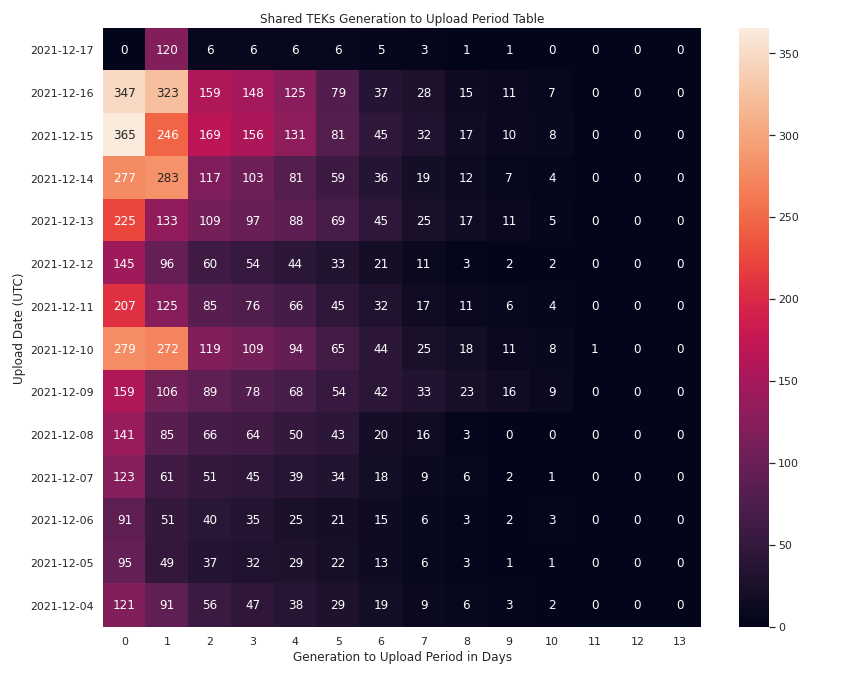 Shared TEKs Generation to Upload Period Table
Upload Date (UTC)
2021-12-17 0 120 6 6 6 6 5 3 1 1 0 0 0 0
2021-12-16 347 323 159 148 125 79 37 28 15 11 7 0 0 0
2021-12-15 365 246 169 156 131 81 45 32 17 10 8 0 0 0
2021-12-14 277 283 117 103 81 59 36 19 12 7 4 0 0 0
2021-12-13 225 133 109 97 88 69 45 25 17 11 5 0 0 0
2021-12-12 145 96 60 54 44 33 21 11 3 2 2 0 0 0
2021-12-11 207 125 85 76 66 45 32 17 11 6 4 0 0 0
2021-12-10 279 272 119 109 94 65 44 25 18 11 8 1 0 0
2021-12-09 159 106 89 78 68 54 42 33 23 16 9 0 0 0
2021-12-08 141 85 66 64 50 43 20 16 3 0 0 0 0 0
2021-12-07 123 61 51 45 39 34 18 9 6 2 1 0 0 0
2021-12-06 91 51 40 35 25 21 15 6 3 2 3 0 0 0
2021-12-05 95 49 37 32 29 22 13 6 3 1 1 0 0 0
2021-12-04 121 91 56 47 38 29 19 9 6 3 2 0 0 0
0 1 2 3 4 5 6 7 8 9 10 11 12 13
Generation to Upload Period in Days
350
300
250
200
150
100
50
0